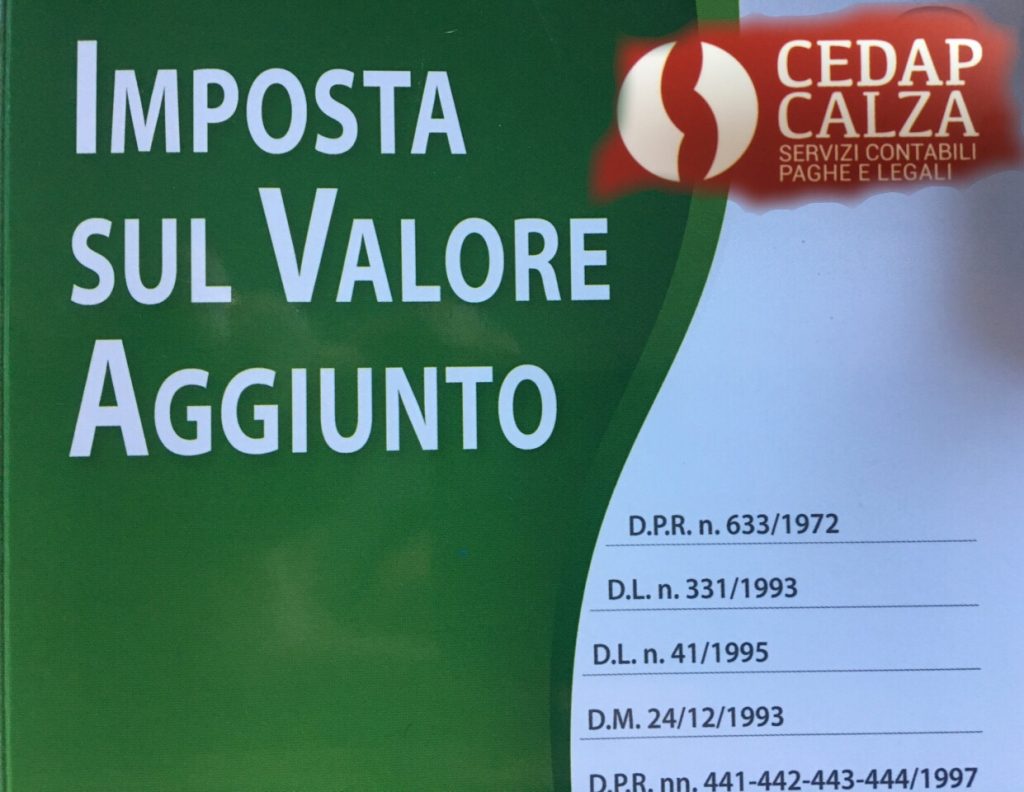 IMPOSTA
SUL VALORE
AGGIUNTO
CEDAP
CALZA
SERVIZI CONTABILI
PAGHE E LEGALI
D.P.R. n. 633/1972
D.L. n. 331/1993
D.L. n. 41/1995
D.M. 24/12/1993
D.P.R. nn. 441-442-443-444/1997